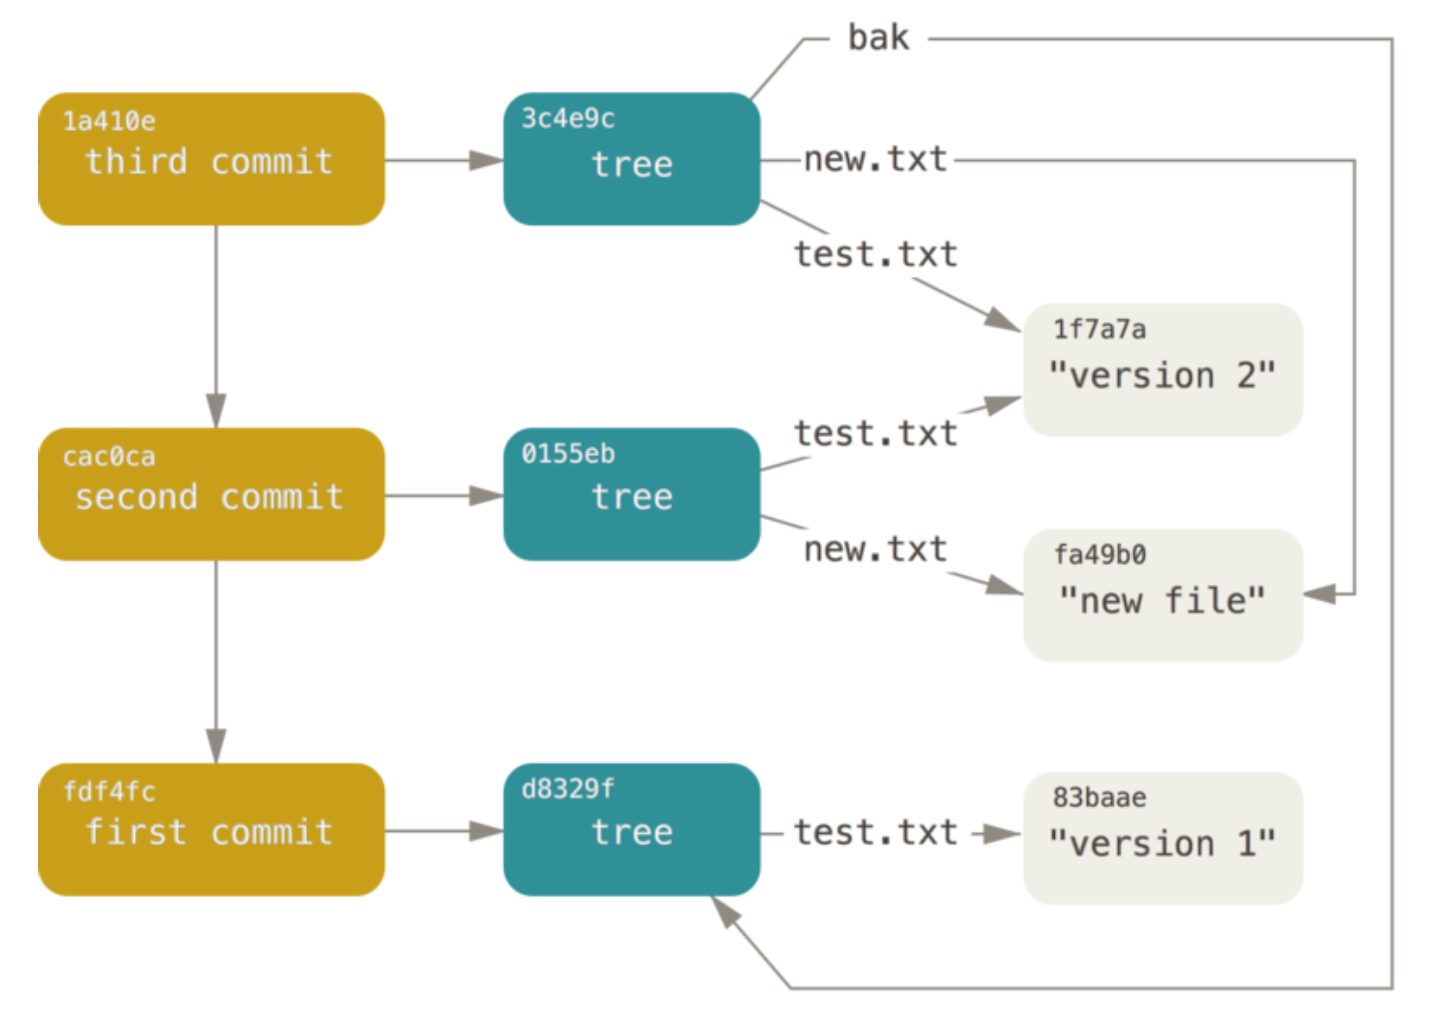 bak
1a410e
third commit
3c4e9c
tree
new.txt
test.txt
1f7a7a
"version 2"
cac0ca
second commit
0155eb
tree
test.txt
new.txt
fa49b0
"new file"
fdf4fc
first commit
d8329f
tree
test.txt
83baae
"version 1"